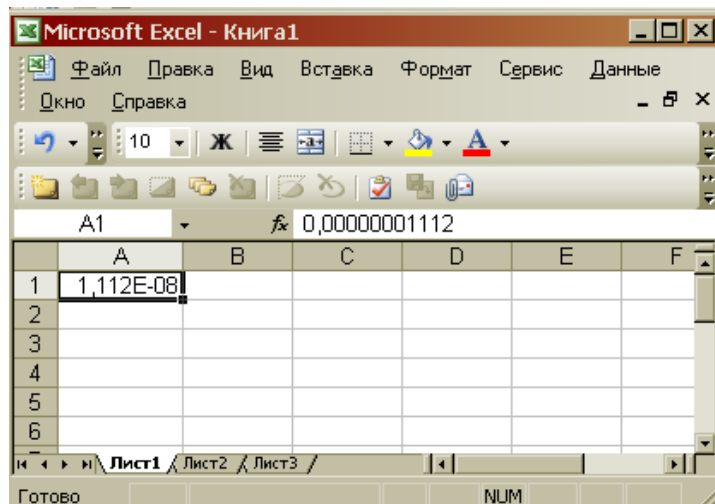 Microsoft Excel - Книга1
Файл Правка Вид Вставка Формат Сервис Данные
Окно Справка
10 Ж А
A1 fx 0,00000001112
A B C D E F
1 1,112E-08
2
3
4
5
6
Лист1 Лист2 Лист3
Готово NUM